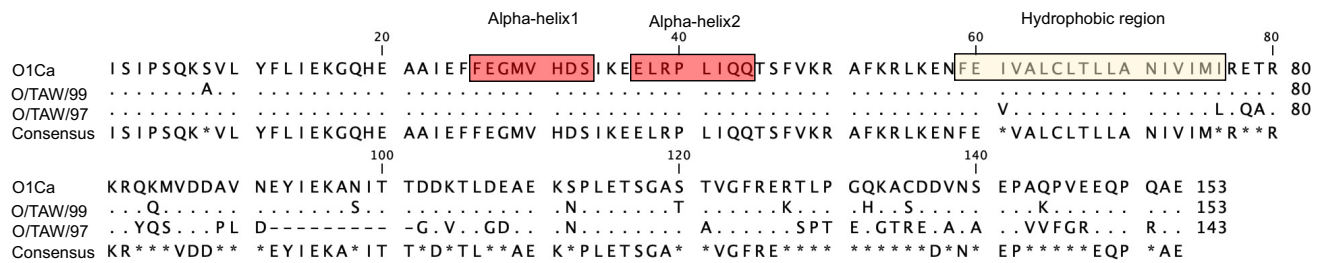 Alpha-helix1 Alpha-helix2 Hydrophobic region
20 40 60 80
O1Ca ISIPSQKSVL YFLIEKGQHE AAIEFFEGMV HDSIKEELRP LIQQTSFVKR AFKRLKENFE IVALCLTLLA NIVIMIRETR 80
O/TAW/99 ......A... .......... .......... .......... .......... .......... .......... .......... 80
O/TAW/97 .......... .......... .......... .......... .......... .......... V......... .....L.QA. 80
Consensus ISIPSQK*VL YFLIEKGQHE AAIEFFEGMV HDSIKEELRP LIQQTSFVKR AFKRLKENFE *VALCLTLLA NIVIM*R**R
100 120 140
O1Ca KRQKMVDDAV NEYIEKANIT TDDKTLDEAE KSPLETSGAS TVGFRERTLP GQKACDDVNS EPAQPVEEQP QAE 153
O/TAW/99 ...Q...... .......S.. .......... .N.......T .......K.. .H..S..... ...K...... ... 153
O/TAW/97 ..YQS...PL D--------- -G.V..GD.. .N........ A......SPT E.GTRE.A.A ..VVFGR... R.. 143
Consensus KR***VDD** *EYIEKA*IT T*D*TL**AE K*PLETSGA* *VGFRE**** ******D*N* EP*****EQP *AE